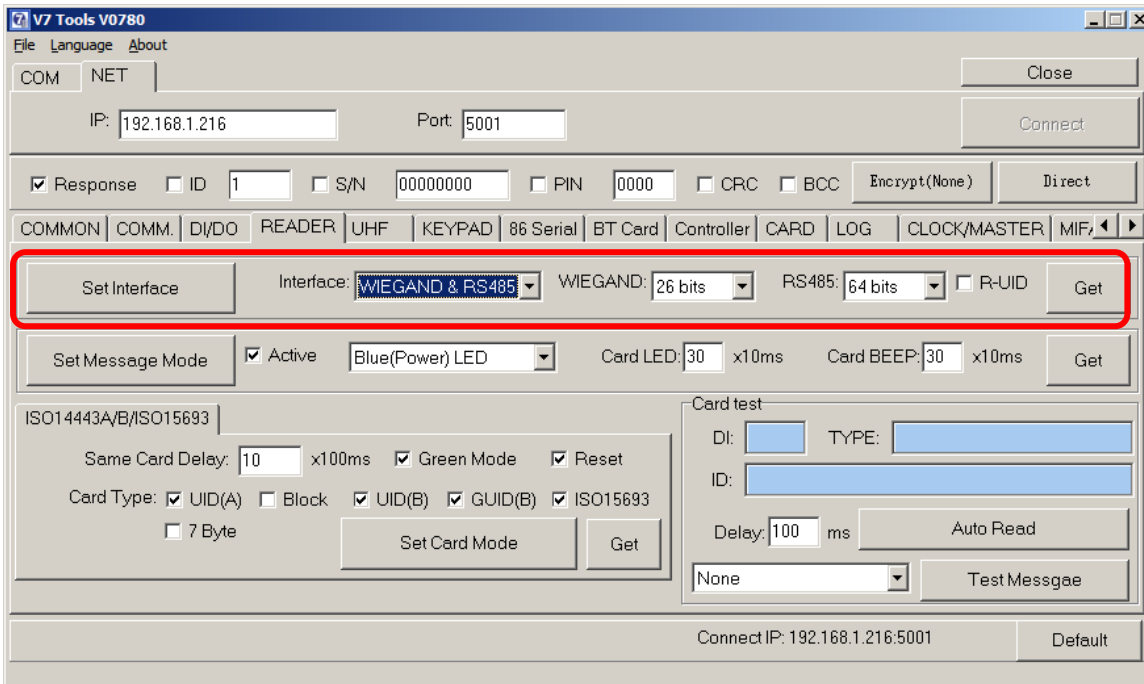 V7 Tools V0780
File Language About
COM NET Close
IP: 192.168.1.216 Port: 5001 Connect
Response ID 1 S/N 00000000 PIN 0000 CRC BCC Encrypt(None) Direct
COMMON COMM. DI/DO READER UHF KEYPAD 86 Serial BT Card Controller CARD LOG CLOCK/MASTER MIFA
Set Interface Interface: WIEGAND & RS485 WIEGAND: 26 bits RS485: 64 bits R-UID Get
Set Message Mode Active Blue(Power) LED Card LED: 30 x10ms Card BEEP: 30 x10ms Get
ISO14443A/B/ISO15693
Same Card Delay: 10 x100ms Green Mode Reset
Card Type: UID(A) Block UID(B) GUID(B) ISO15693
7 Byte Set Card Mode Get
Card test
DI: TYPE:
ID:
Delay: 100 ms Auto Read
None Test Messgae
Connect IP: 192.168.1.216:5001 Default